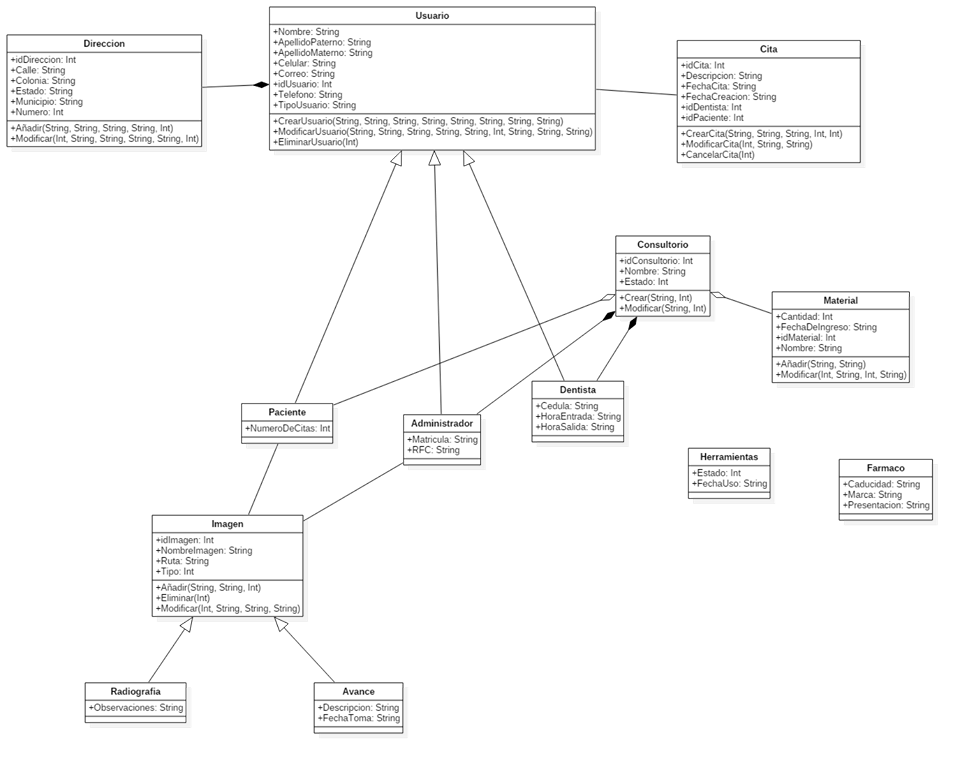 Direccion
+idDireccion: Int
+Calle: String
+Colonia: String
+Estado: String
+Municipio: String
+Numero: Int
+Añadir(String, String, String, String, Int)
+Modificar(Int, String, String, String, String, Int)
Usuario
+Nombre: String
+ApellidoPaterno: String
+ApellidoMaterno: String
+Celular: String
+Correo: String
+idUsuario: Int
+Telefono: String
+TipoUsuario: String
+CrearUsuario(String, String, String, String, String, String, String, String)
+ModificarUsuario(String, String, String, String, String, Int, String, String, String)
+EliminarUsuario(Int)
Cita
+idCita: Int
+Descripcion: String
+FechaCita: String
+FechaCreacion: String
+idDentista: Int
+idPaciente: Int
+CrearCita(String, String, String, Int, Int)
+ModificarCita(Int, String, String)
+CancelarCita(Int)
Consultorio
+idConsultorio: Int
+Nombre: String
+Estado: Int
+Crear(String, Int)
+Modificar(String, Int)
Material
+Cantidad: Int
+FechaDeIngreso: String
+idMaterial: Int
+Nombre: String
+Añadir(String, String)
+Modificar(Int, String, Int, String)
Paciente
+NumeroDeCitas: Int
Administrador
+Matricula: String
+RFC: String
Dentista
+Cedula: String
+HoraEntrada: String
+HoraSalida: String
Herramientas
+Estado: Int
+FechaUso: String
Farmaco
+Caducidad: String
+Marca: String
+Presentacion: String
Imagen
+idImagen: Int
+NombreImagen: String
+Ruta: String
+Tipo: Int
+Añadir(String, String, Int)
+Eliminar(Int)
+Modificar(Int, String, String, String)
Radiografia
+Observaciones: String
Avance
+Descripcion: String
+FechaToma: String